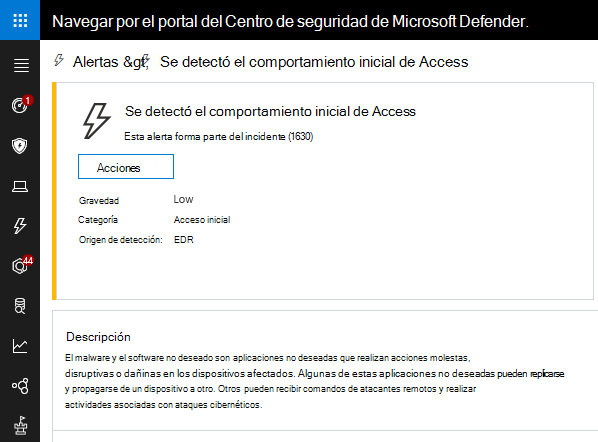 Navegar por el portal del Centro de seguridad de Microsoft Defender.
Alertas &gt; Se detectó el comportamiento inicial de Access
1
Se detectó el comportamiento inicial de Access
Esta alerta forma parte del incidente (1630)
Acciones
Gravedad Low
Categoría Acceso inicial
Origen de detección: EDR
44
Descripción
El malware y el software no deseado son aplicaciones no deseadas que realizan acciones molestas,
disruptivas o dañinas en los dispositivos afectados. Algunas de estas aplicaciones no deseadas pueden replicarse
y propagarse de un dispositivo a otro. Otros pueden recibir comandos de atacantes remotos y realizar
actividades asociadas con ataques cibernéticos.